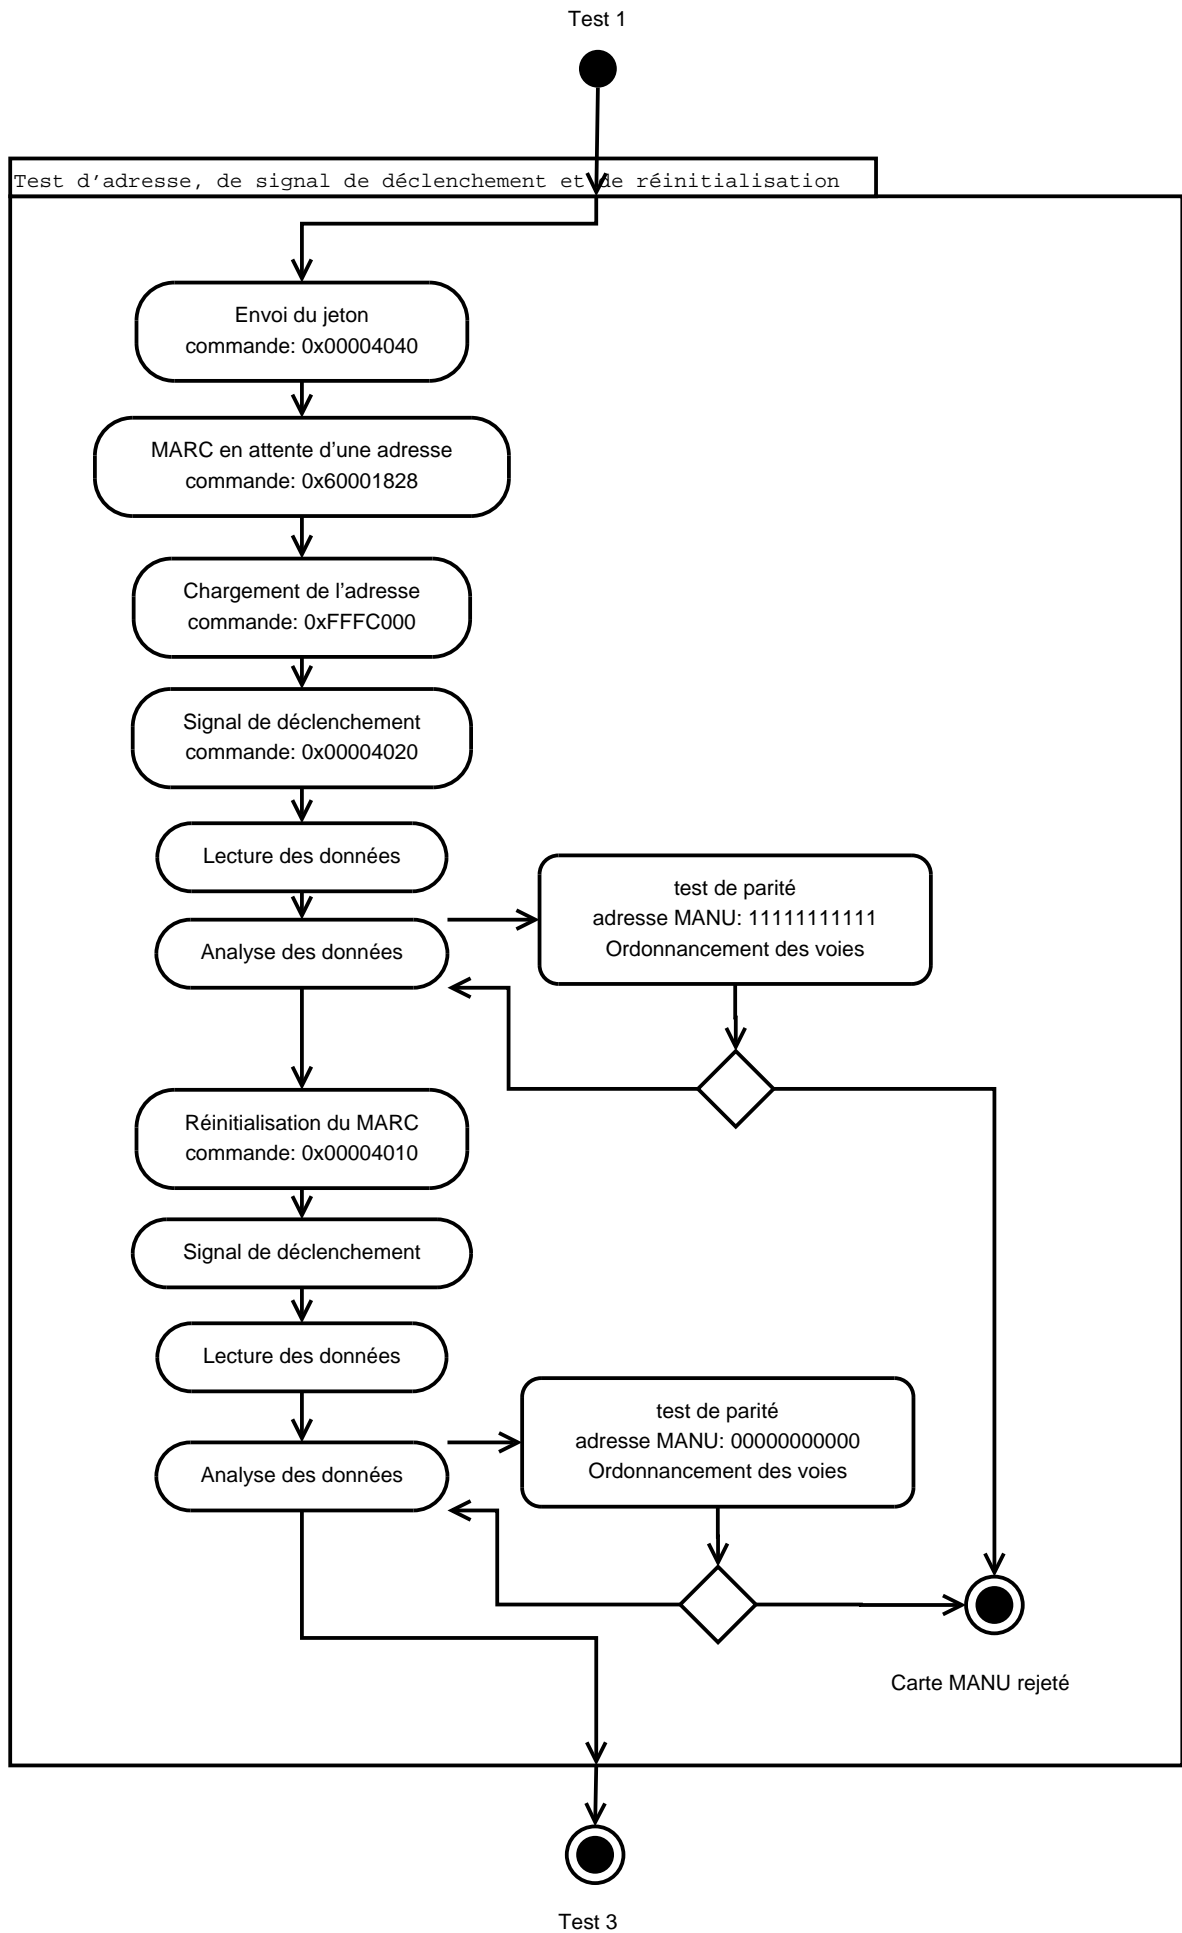 Test 1
Test d'adresse, de signal de déclenchement et de réinitialisation
Envoi du jeton
commande: 0x00004040
MARC en attente d'une adresse
commande: 0x60001828
Chargement de l'adresse
commande: 0xFFFC000
Signal de déclenchement
commande: 0x00004020
Lecture des données
test de parité
adresse MANU: 11111111111
Ordonnancement des voies
Analyse des données
Réinitialisation du MARC
commande: 0x00004010
Signal de déclenchement
Lecture des données
test de parité
adresse MANU: 00000000000
Ordonnancement des voies
Analyse des données
Carte MANU rejeté
Test 3